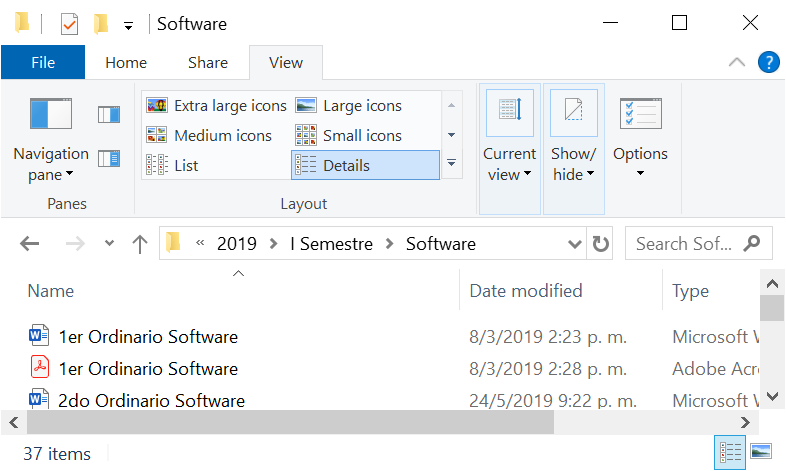 Software
File Home Share View
Extra large icons Large icons
Medium icons Small icons
List Details
Navigation pane
Current view
Show/ hide
Options
Panes Layout
« 2019 > I Semestre > Software Search Sof...
Name Date modified Type
1er Ordinario Software 8/3/2019 2:23 p. m. Microsoft W
1er Ordinario Software 8/3/2019 2:28 p. m. Adobe Acr
2do Ordinario Software 24/5/2019 9:22 p. m. Microsoft W
37 items